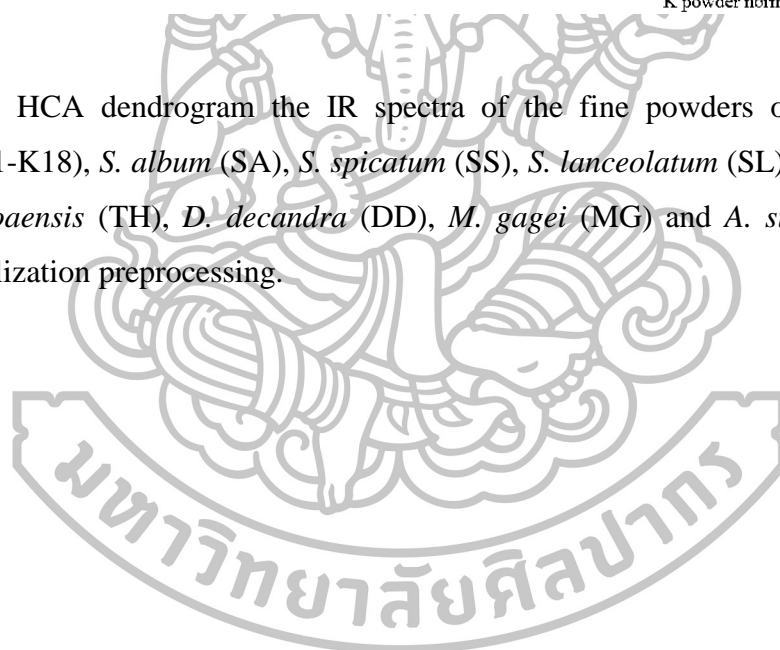 K powder norm
HCA dendrogram the IR spectra of the fine powders o
1-K18), S. album (SA), S. spicatum (SS), S. lanceolatum (SL)
paensis (TH), D. decandra (DD), M. gagei (MG) and A. s
lization preprocessing.
มหาวิทยาลัยศิลปากร